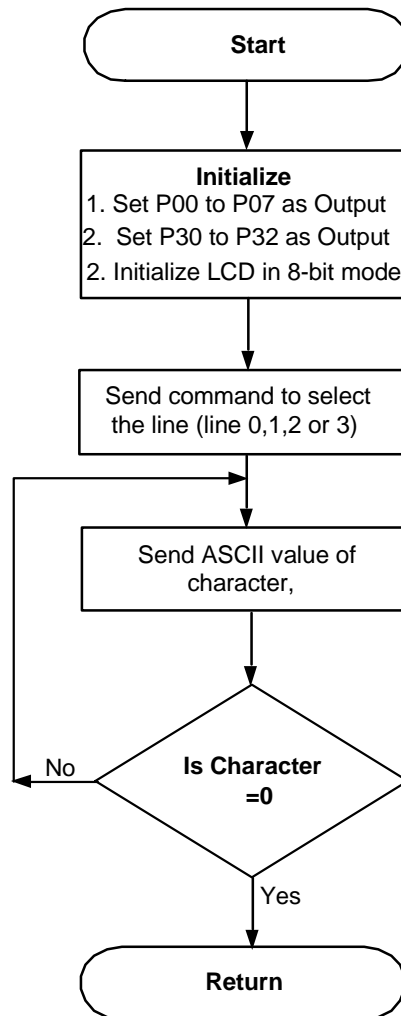 Start
Initialize
1. Set P00 to P07 as Output
2. Set P30 to P32 as Output
2. Initialize LCD in 8-bit mode
Send command to select
the line (line 0,1,2 or 3)
Send ASCII value of
character,
Is Character
=0
No
Yes
Return